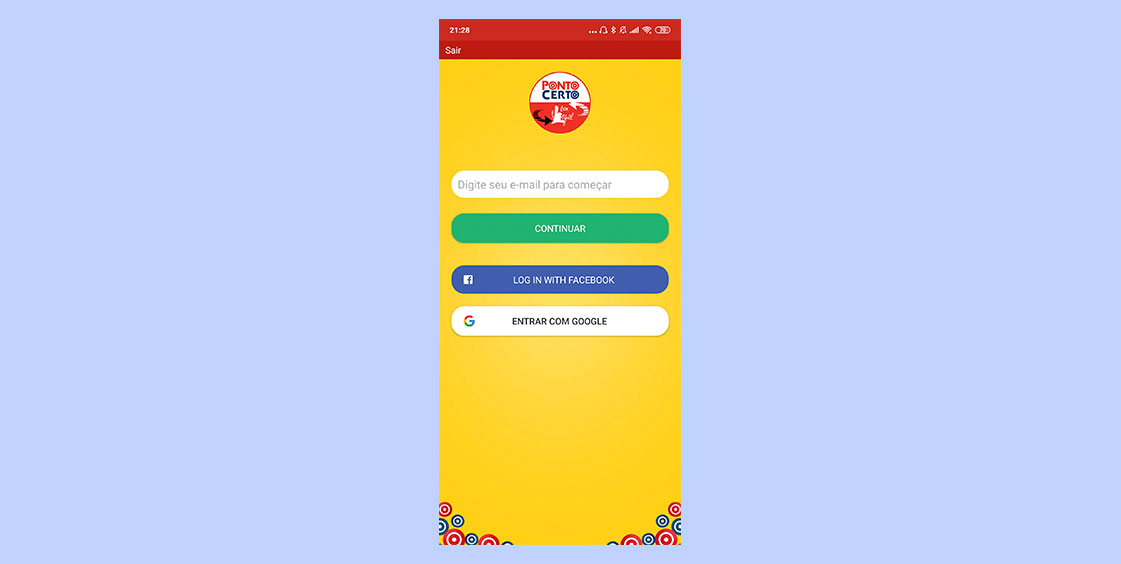 21:28
Sair
PONTO
CERTO
Digite seu e-mail para começar
CONTINUAR
LOG IN WITH FACEBOOK
ENTRAR COM GOOGLE